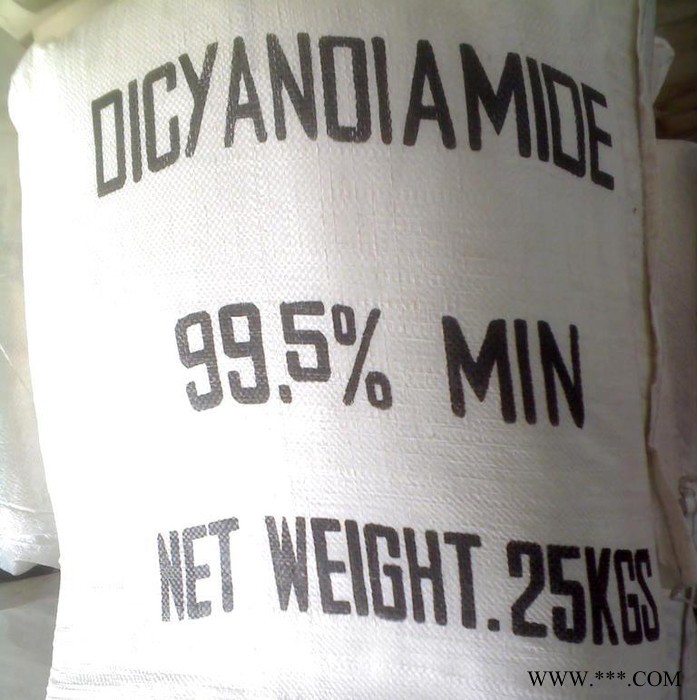 DICYANDIAMIDE
99.5% MIN
NET WEIGHT.25KGS
WWW.***.COM